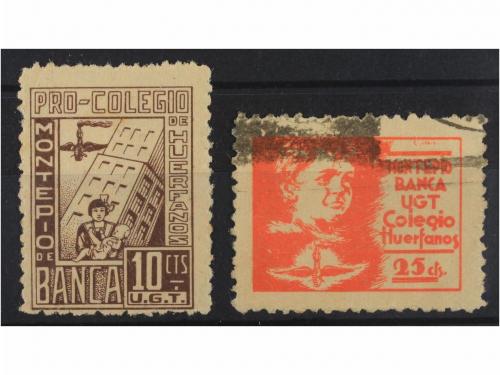 PRO-COLEGIO
DE HUERFANOS
MONTEPIO DE
BANCA
10 CTS
U.G.T.
MONTEPIO
BANCA
UGT
Colegio
Huerfanos
25 cts.